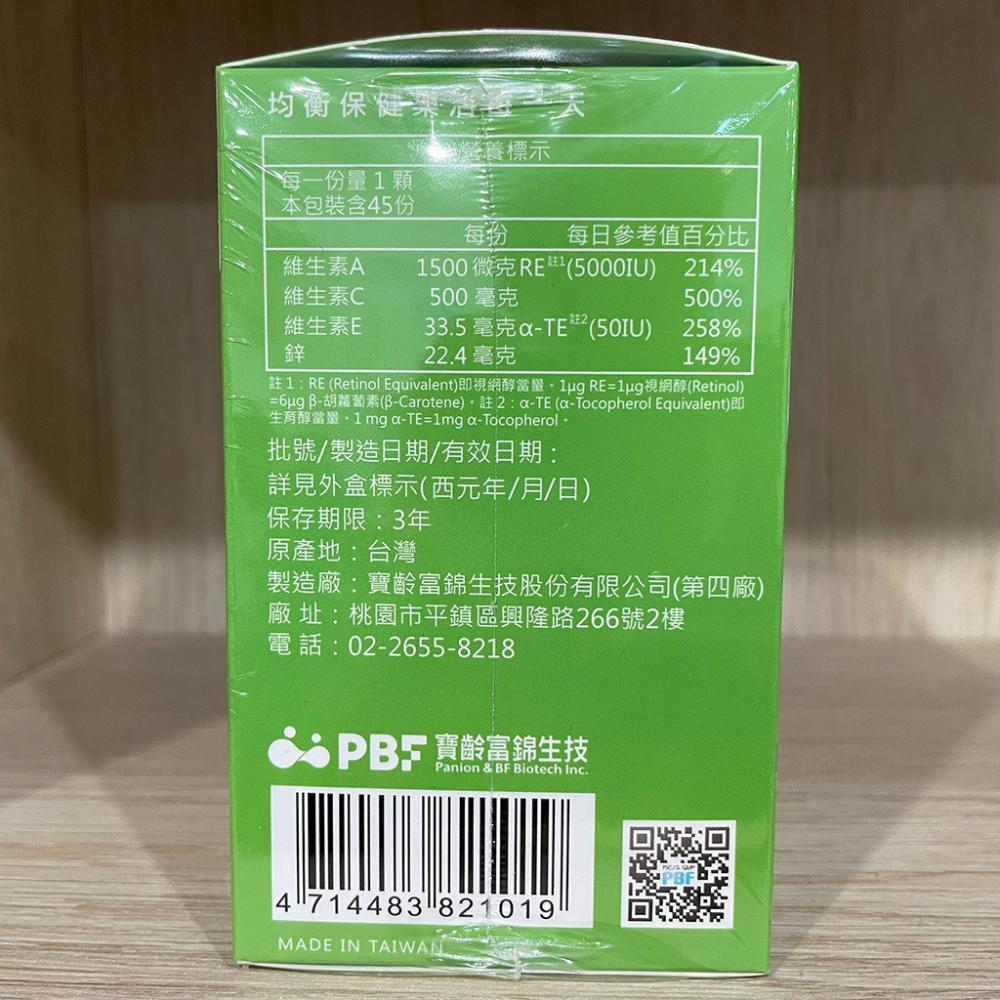 均衡保健樂活每一天
營養標示
每一份量 1 顆
本包裝含45份
每份 每日參考值百分比
維生素A 1500 微克RE註1(5000IU) 214%
維生素C 500 毫克 500%
維生素E 33.5 毫克α-TE註2(50IU) 258%
鋅 22.4 毫克 149%
註 1：RE (Retinol Equivalent)即視網醇當量。1μg RE=1μg視網醇(Retinol)
=6μg β-胡蘿蔔素(β-Carotene)。註 2：α-TE (α-Tocopherol Equivalent)即
生育醇當量。1 mg α-TE=1mg α-Tocopherol。
批號/製造日期/有效日期：
詳見外盒標示(西元年/月/日)
保存期限：3年
原產地：台灣
製造廠：寶齡富錦生技股份有限公司(第四廠)
廠 址：桃園市平鎮區興隆路266號2樓
電 話：02-2655-8218
PBF 寶齡富錦生技
Panion & BF Biotech Inc.
4 714483 821019
PIC/S GMP
PBF
MADE IN TAIWAN